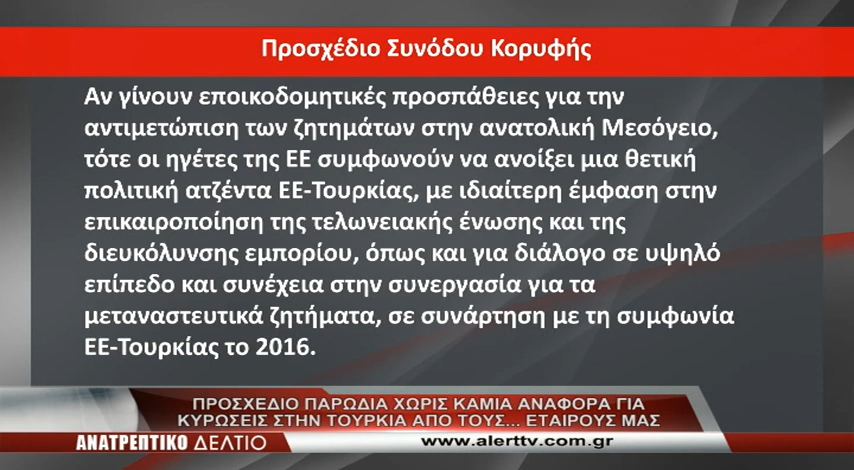 Προσχέδιο Συνόδου Κορυφής
Αν γίνουν εποικοδομητικές προσπάθειες για την
αντιμετώπιση των ζητημάτων στην ανατολική Μεσόγειο,
τότε οι ηγέτες της ΕΕ συμφωνούν να ανοίξει μια θετική
πολιτική ατζέντα ΕΕ-Τουρκίας, με ιδιαίτερη έμφαση στην
επικαιροποίηση της τελωνειακής ένωσης και της
διευκόλυνσης εμπορίου, όπως και για διάλογο σε υψηλό
επίπεδο και συνέχεια στην συνεργασία για τα
μεταναστευτικά ζητήματα, σε συνάρτηση με τη συμφωνία
ΕΕ-Τουρκίας το 2016.
ΠΡΟΣΧΕΔΙΟ ΠΑΡΩΔΙΑ ΧΩΡΙΣ ΚΑΜΙΑ ΑΝΑΦΟΡΑ ΓΙΑ
ΚΥΡΩΣΕΙΣ ΣΤΗΝ ΤΟΥΡΚΙΑ ΑΠΟ ΤΟΥΣ... ΕΤΑΙΡΟΥΣ ΜΑΣ
ΑΝΑΤΡΕΠΤΙΚΟ ΔΕΛΤΙΟ www.alerttv.com.gr